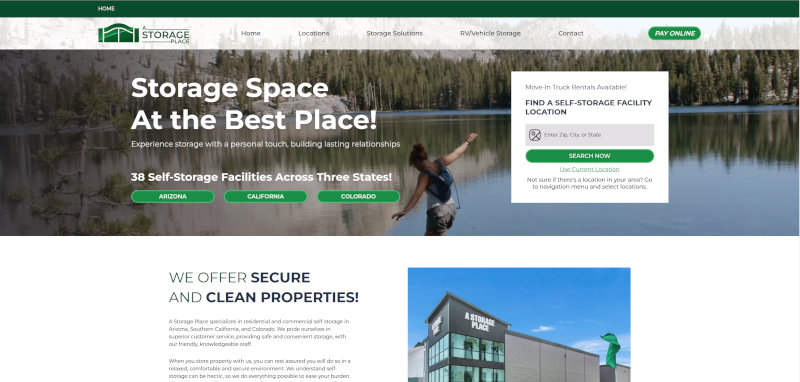 HOME
A
STORAGE
PLACE
Home Locations Storage Solutions RV/Vehicle Storage Contact PAY ONLINE
Storage Space
At the Best Place!
Experience storage with a personal touch, building lasting relationships
38 Self-Storage Facilities Across Three States!
ARIZONA CALIFORNIA COLORADO
Move-In Truck Rentals Available!
FIND A SELF-STORAGE FACILITY
LOCATION
Enter Zip, City, or State
SEARCH NOW
Use Current Location
Not sure if there's a location in your area? Go
to navigation menu and select locations.
WE OFFER SECURE
AND CLEAN PROPERTIES!
A Storage Place specializes in residential and commercial self-storage in
Arizona, Southern California, and Colorado. We pride ourselves in
superior customer service, providing safe and convenient storage, with
our friendly, knowledgeable staff.
When you store property with us, you can rest assured you will do so in a
relaxed, comfortable and secure environment. We understand self
storage can be hectic, so we do everything possible to ease your burden.
A STORAGE
PLACE